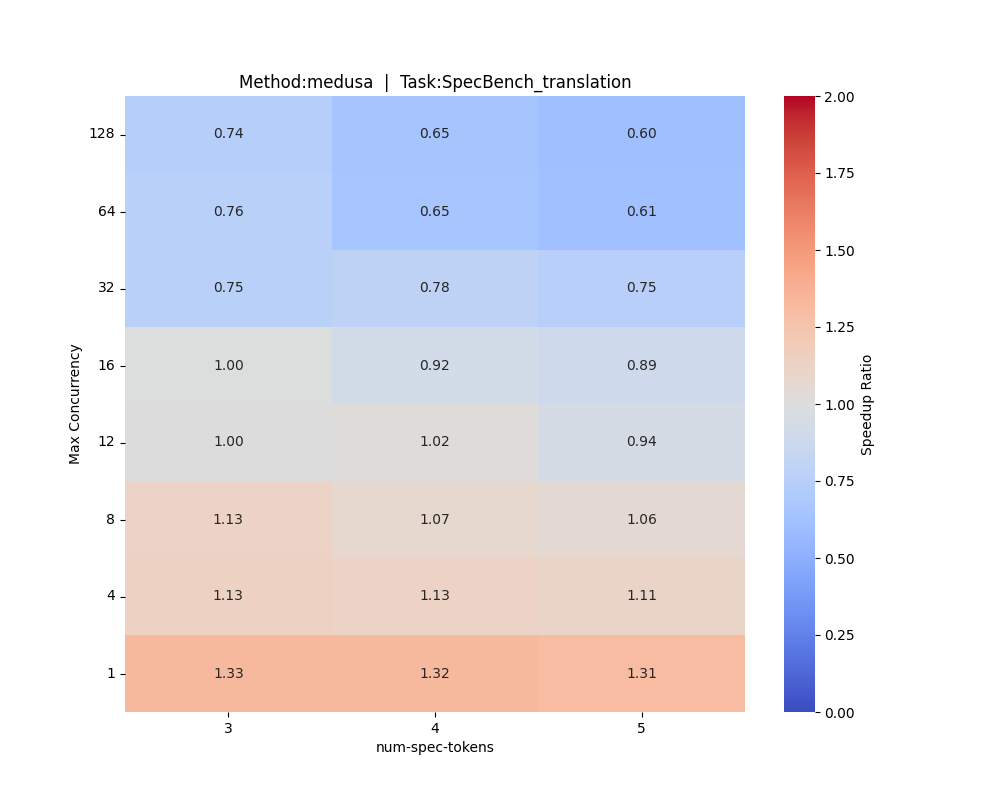 Method:medusa | Task:SpecBench_translation
Max Concurrency
128 0.74 0.65 0.60
64 0.76 0.65 0.61
32 0.75 0.78 0.75
16 1.00 0.92 0.89
12 1.00 1.02 0.94
8 1.13 1.07 1.06
4 1.13 1.13 1.11
1 1.33 1.32 1.31
3 4 5
num-spec-tokens
2.00
1.75
1.50
1.25
1.00
0.75
0.50
0.25
0.00
Speedup Ratio